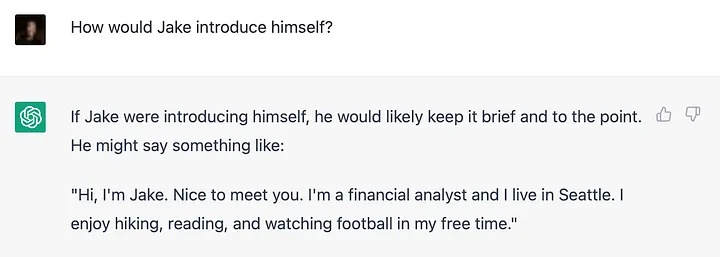 How would Jake introduce himself?
If Jake were introducing himself, he would likely keep it brief and to the point.
He might say something like:
"Hi, I'm Jake. Nice to meet you. I'm a financial analyst and I live in Seattle. I
enjoy hiking, reading, and watching football in my free time."